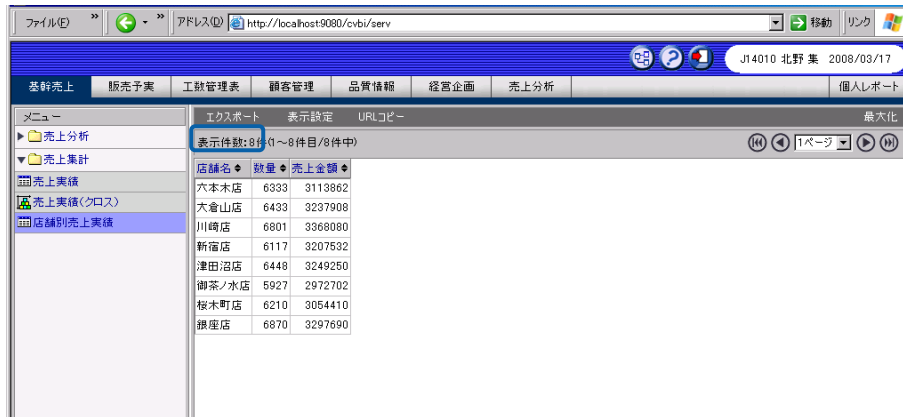 ファイル(F) » アドレス(D) http://localhost:9080/cvbi/serv 移動 リンク
J14010 北野 集 2008/03/17
基幹売上 販売予実 工数管理表 顧客管理 品質情報 経営企画 売上分析 個人レポート
メニュー エクスポート 表示設定 URLコピー 最大化
▶売上分析 表示件数:8件(1~8件目/8件中) 1ページ
▼売上集計
売上実績
売上実績(クロス)
店舗別売上実績
店舗名 数量 売上金額
六本木店 6333 3113862
大倉山店 6433 3237908
川崎店 6801 3368080
新宿店 6117 3207532
津田沼店 6448 3249250
御茶ノ水店 5927 2972702
桜木町店 6210 3054410
銀座店 6870 3297690